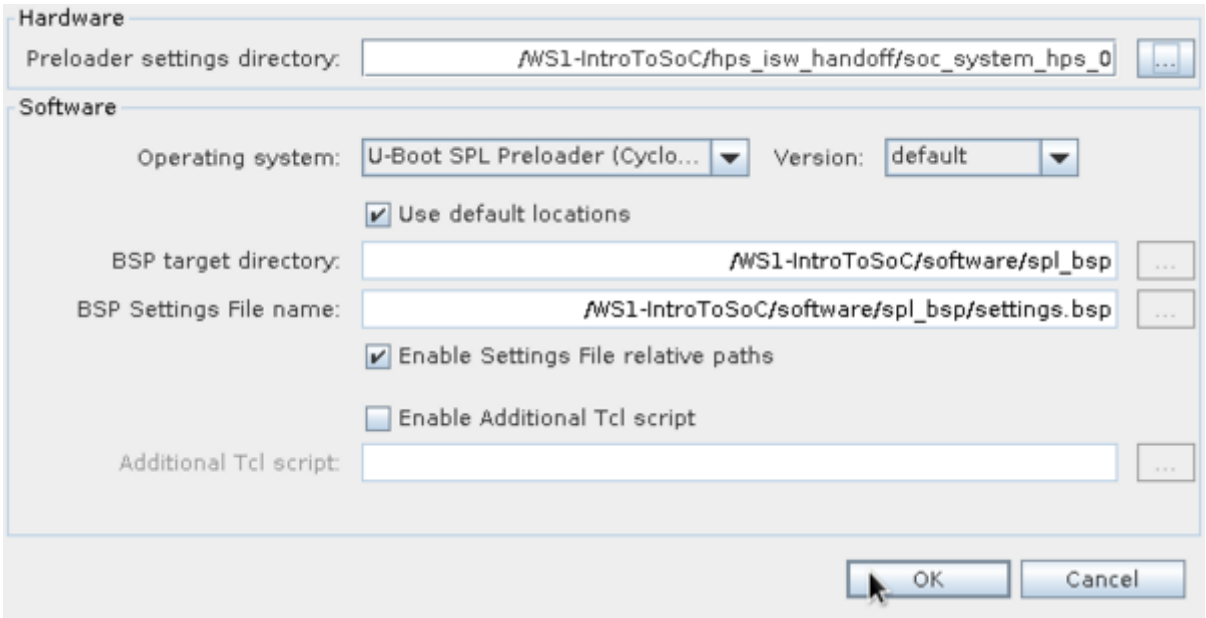 Hardware
Preloader settings directory: /WS1-IntroToSoC/hps_isw_handoff/soc_system_hps_0 ...
Software
Operating system: U-Boot SPL Preloader (Cyclo... Version: default
Use default locations
BSP target directory: /WS1-IntroToSoC/software/spl_bsp ...
BSP Settings File name: /WS1-IntroToSoC/software/spl_bsp/settings.bsp ...
Enable Settings File relative paths
Enable Additional Tcl script
Additional Tcl script: ...
OK Cancel